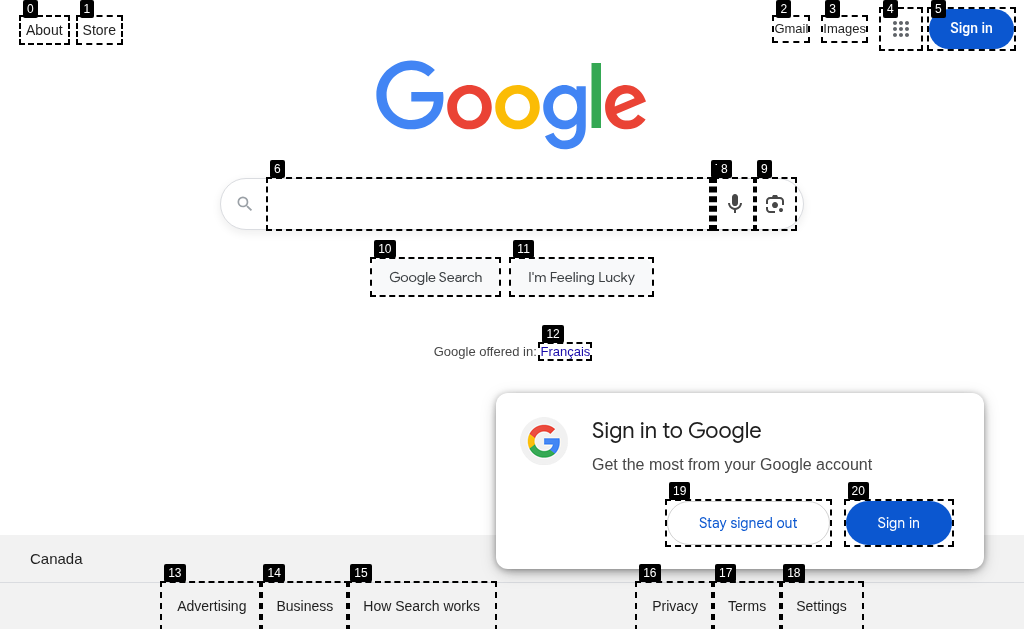 0 1 2 3 4 5
About Store Gmail Images Sign in
Google
6 8 9
10 11
Google Search I'm Feeling Lucky
12
Google offered in: Français
Sign in to Google
Get the most from your Google account
19 20
Stay signed out Sign in
Canada
13 14 15 16 17 18
Advertising Business How Search works Privacy Terms Settings